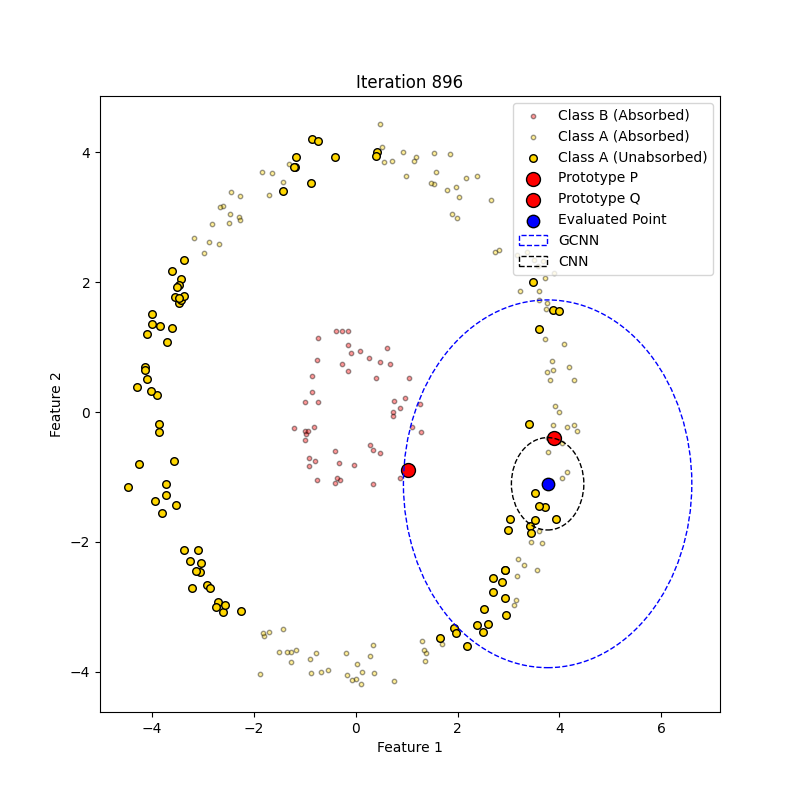 Iteration 896
Class B (Absorbed)
Class A (Absorbed)
Class A (Unabsorbed)
Prototype P
Prototype Q
Evaluated Point
GCNN
CNN
4
2
0
−2
−4
Feature 2
−4
−2
0
2
4
6
Feature 1